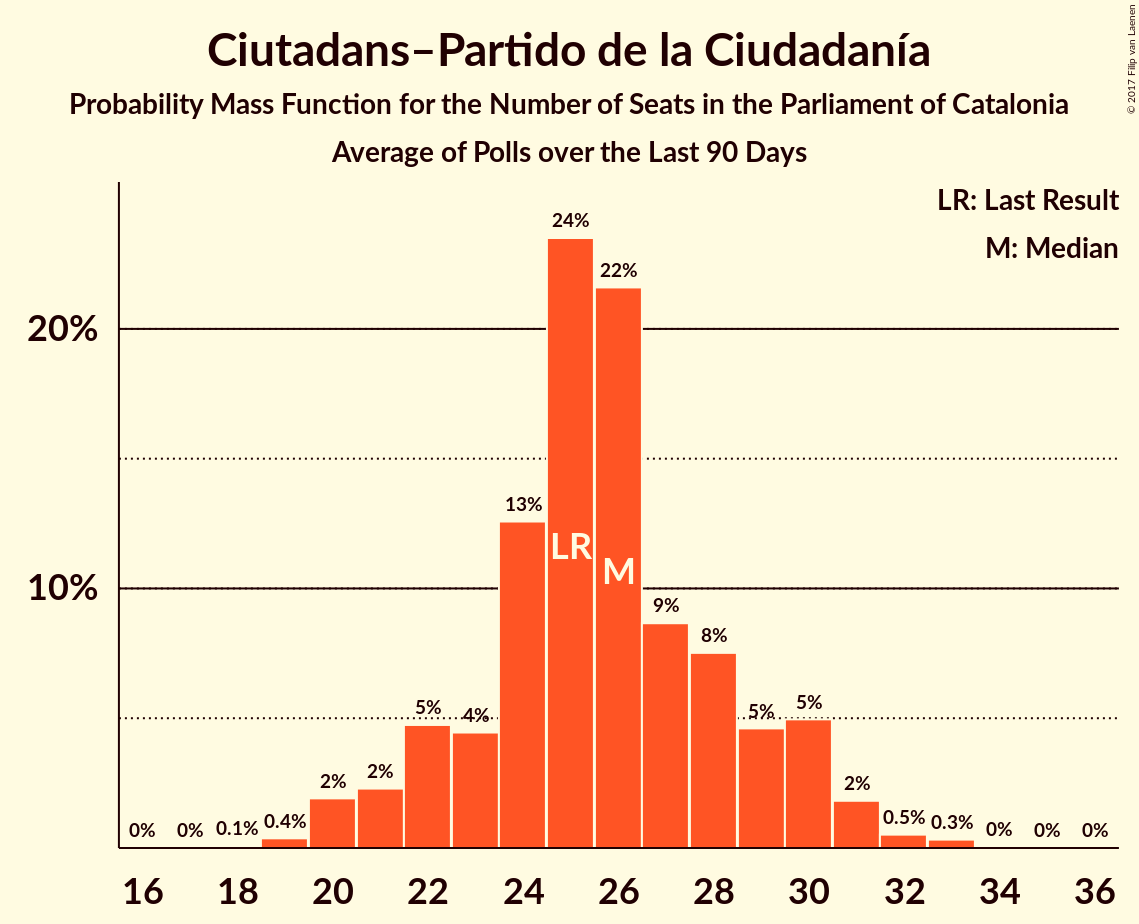 Ciutadans–Partido de la Ciudadanía
Probability Mass Function for the Number of Seats in the Parliament of Catalonia
Average of Polls over the Last 90 Days
© 2017 Filip van Laenen
LR: Last Result
M: Median
20%
10%
0% 0% 0.1% 0.4% 2% 2% 5% 4% 13% 24% 22% 9% 8% 5% 5% 2% 0.5% 0.3% 0% 0% 0%
LR
M
16 18 20 22 24 26 28 30 32 34 36